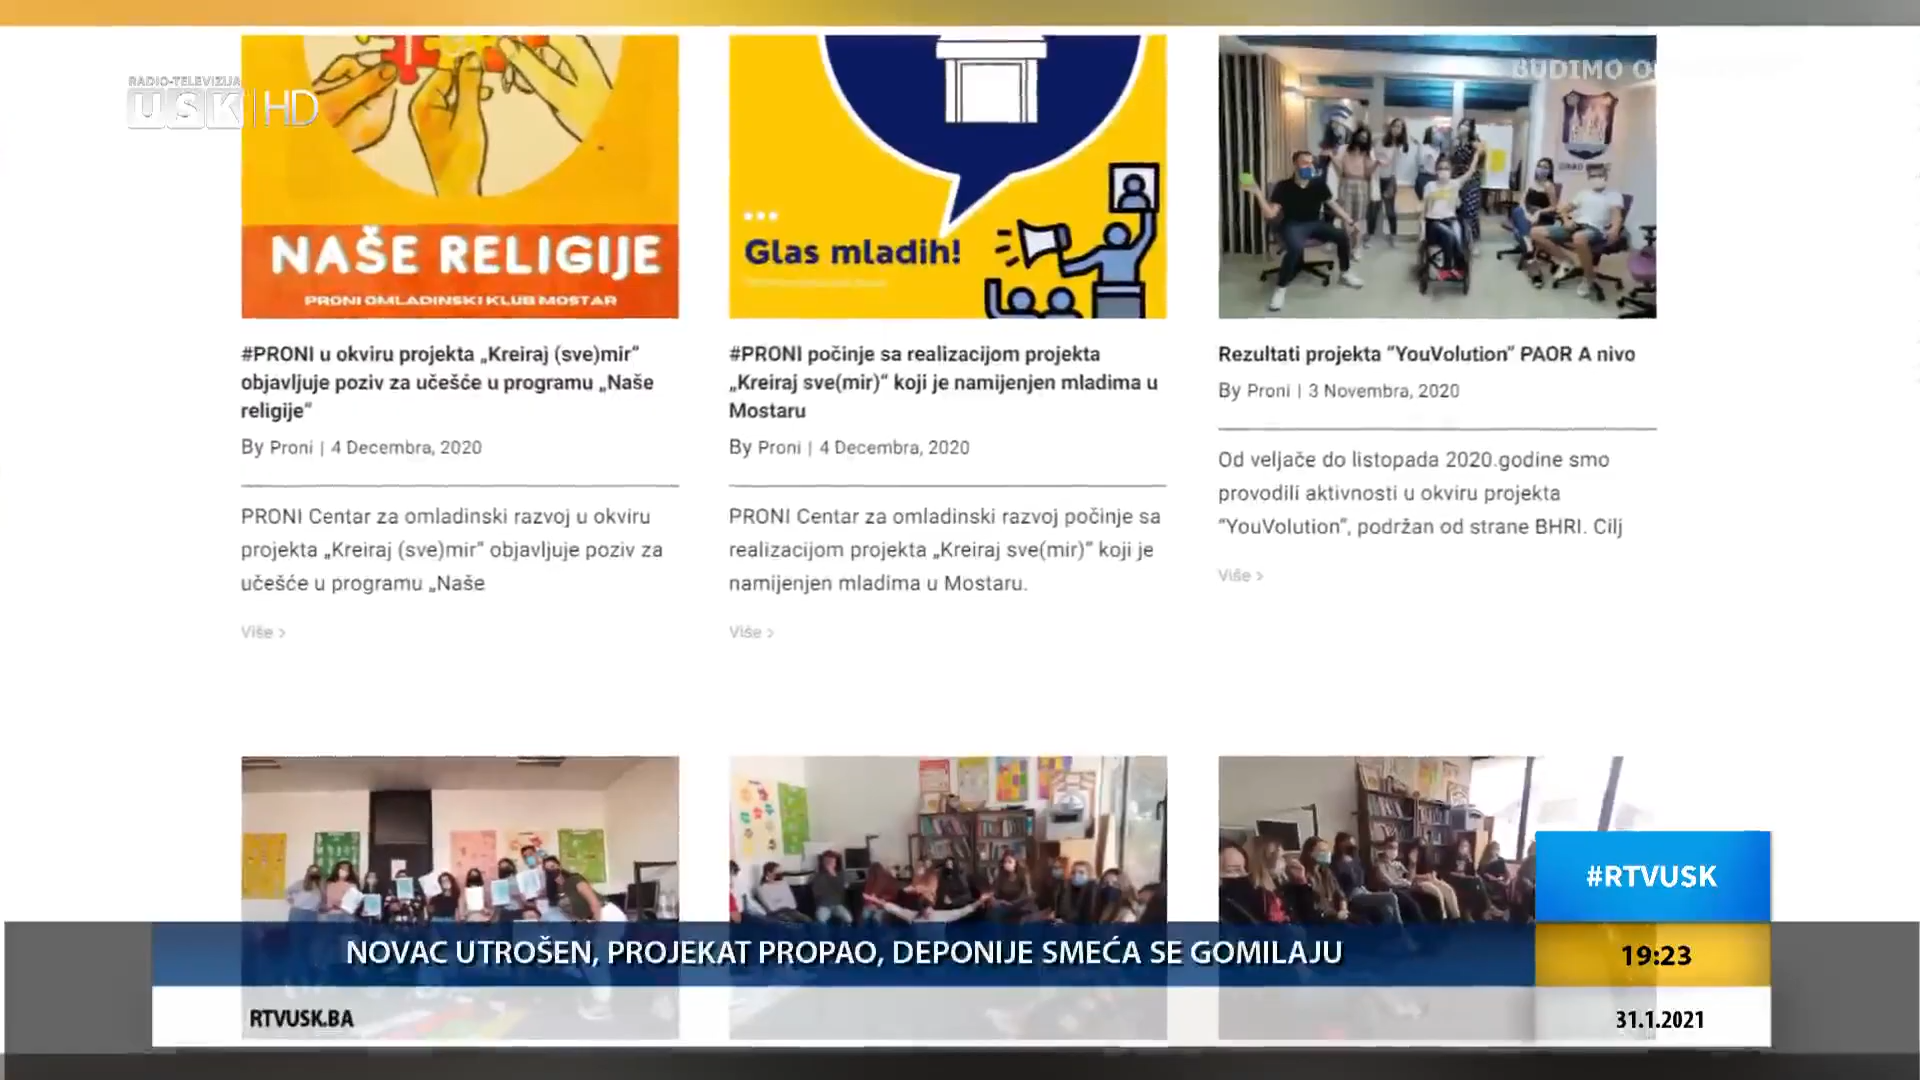 RADIO-TELEVIZIJA
USK HD
BUDIMO
NAŠE RELIGIJE
PRONI OMLADINSKI KLUB MOSTAR
Glas mladih!
#PRONI u okviru projekta „Kreiraj (sve)mir“
objavljuje poziv za učešće u programu „Naše
religije“
By Proni | 4 Decembra, 2020
PRONI Centar za omladinski razvoj u okviru
projekta „Kreiraj (sve)mir“ objavljuje poziv za
učešće u programu „Naše
Više >
#PRONI počinje sa realizacijom projekta
„Kreiraj sve(mir)“ koji je namijenjen mladima u
Mostaru
By Proni | 4 Decembra, 2020
PRONI Centar za omladinski razvoj počinje sa
realizacijom projekta „Kreiraj sve(mir)“ koji je
namijenjen mladima u Mostaru.
Više >
Rezultati projekta “YouVolution” PAOR A nivo
By Proni | 3 Novembra, 2020
Od veljače do listopada 2020.godine smo
provodili aktivnosti u okviru projekta
“YouVolution”, podržan od strane BHRI. Cilj
Više >
#RTVUSK
NOVAC UTROŠEN, PROJEKAT PROPAO, DEPONIJE SMEĆA SE GOMILAJU
19:23
RTVUSK.BA
31.1.2021